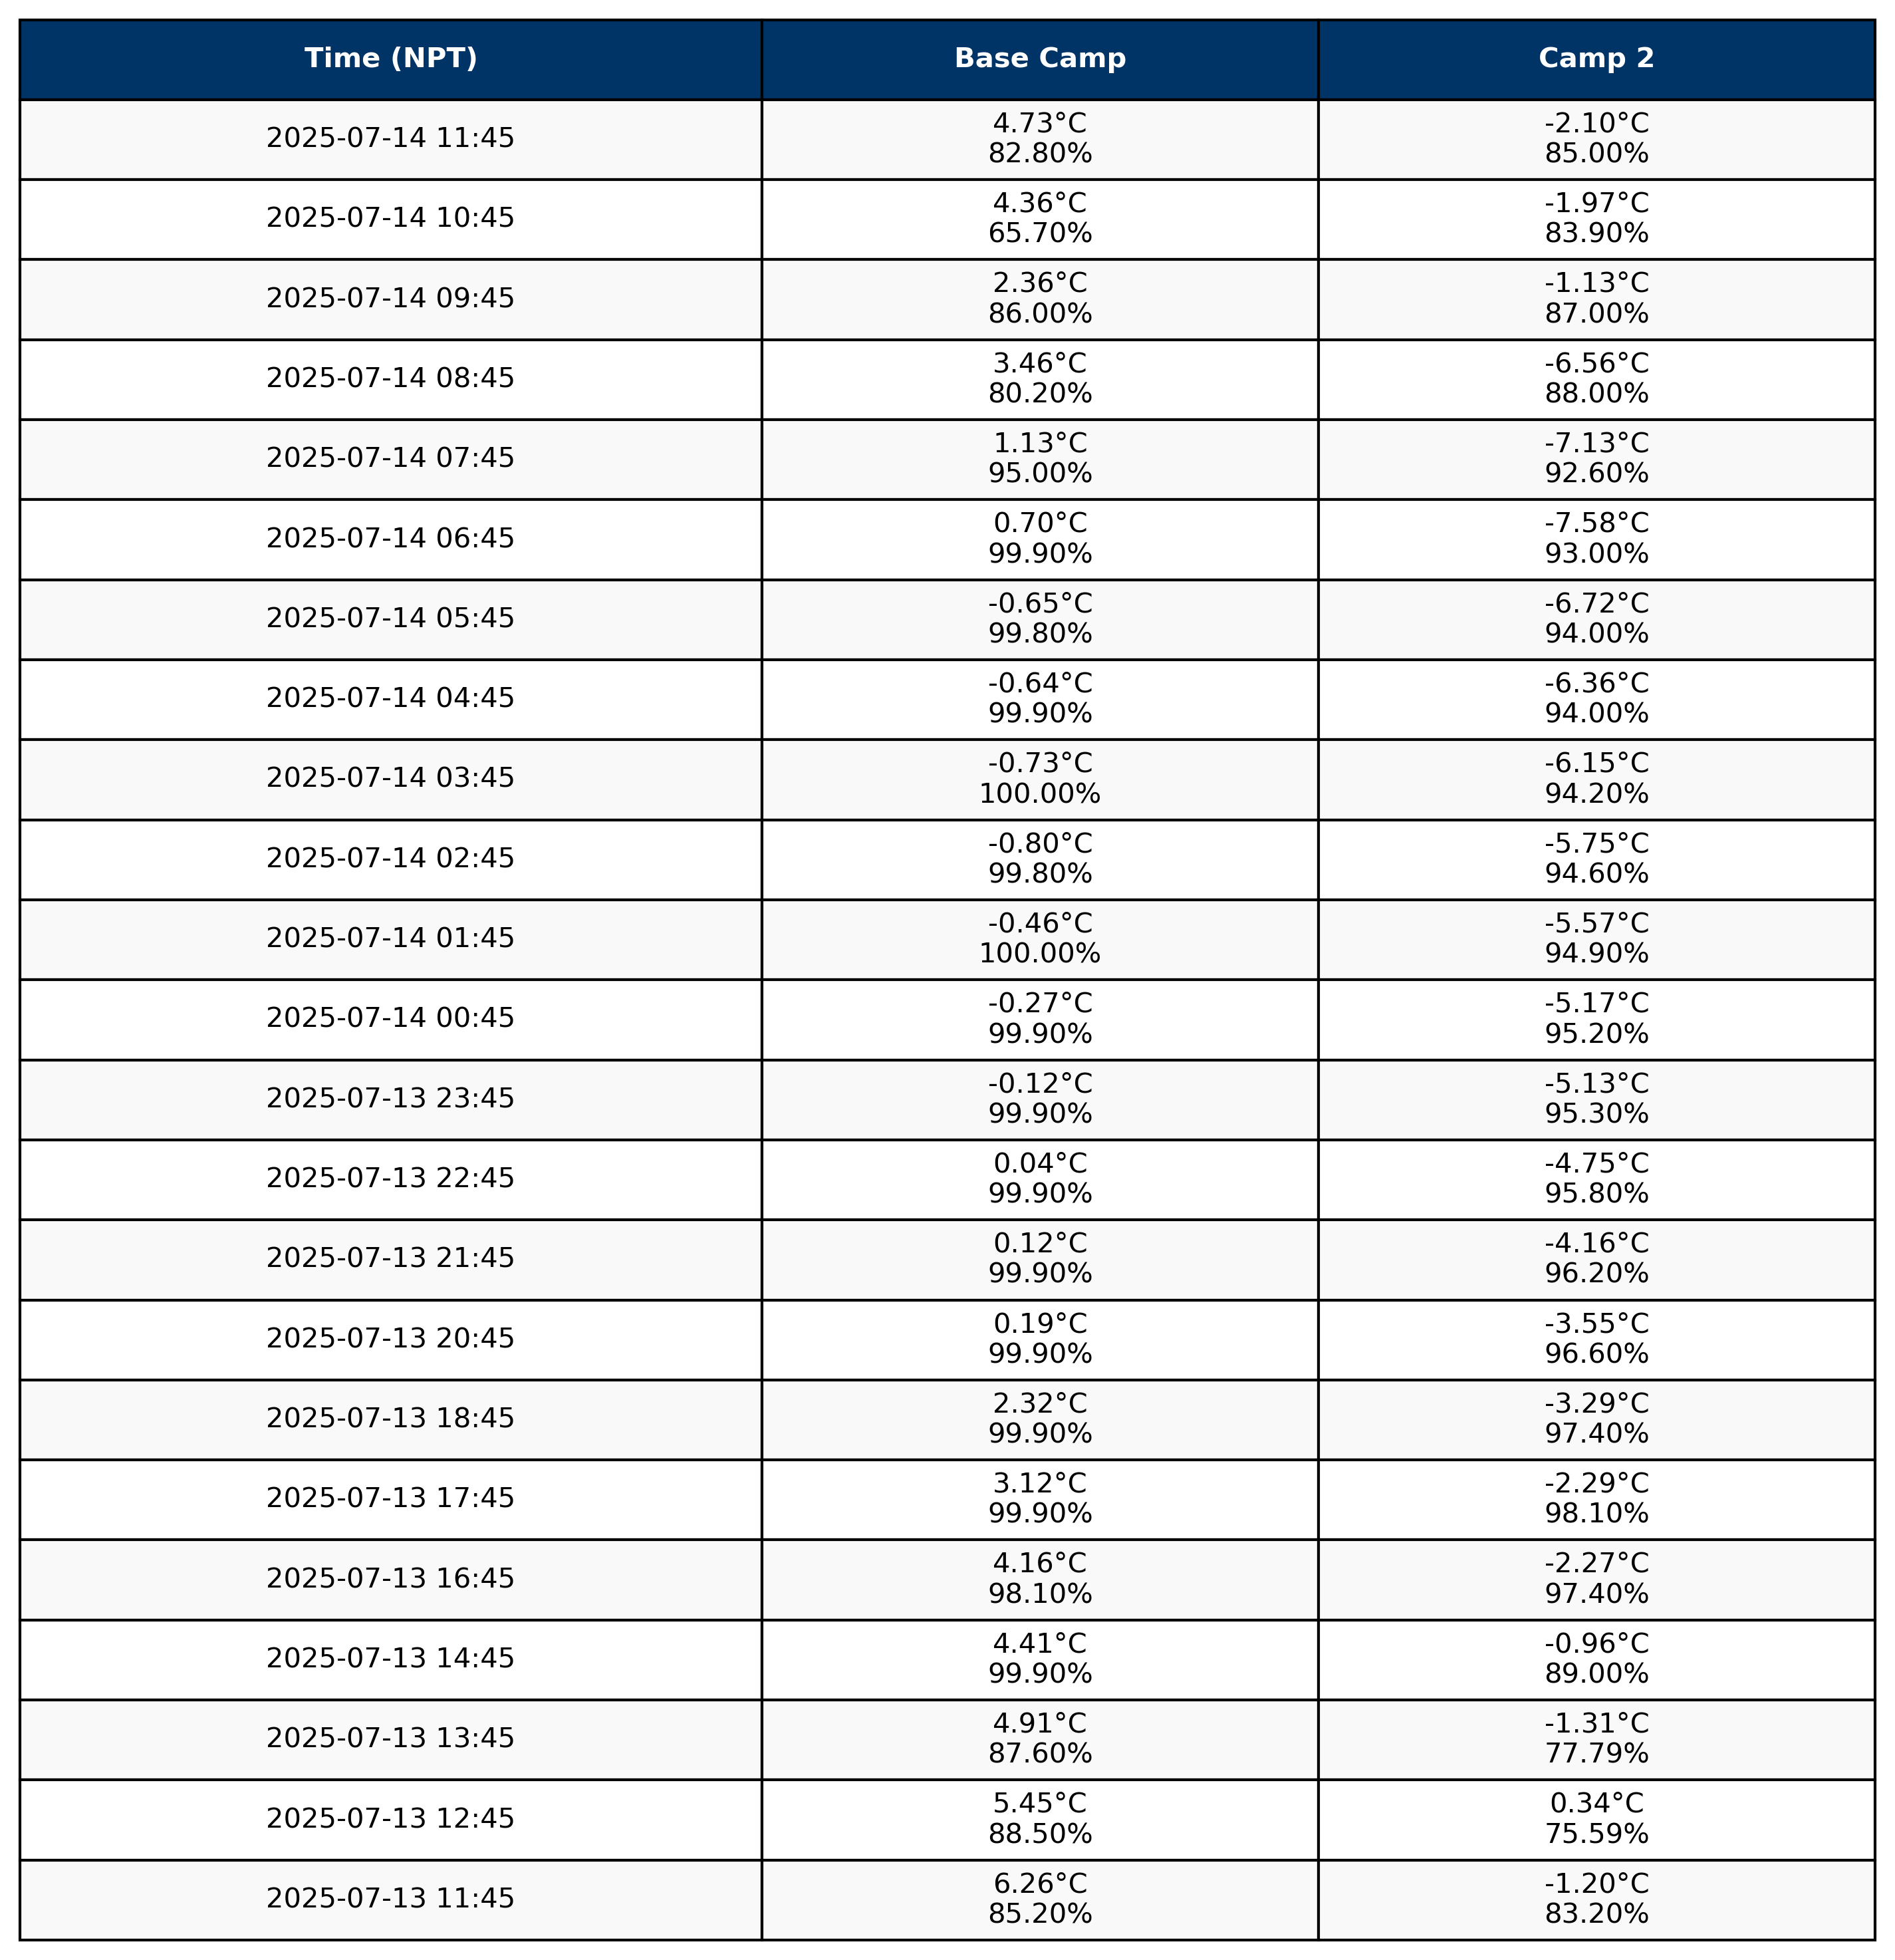 Time (NPT) Base Camp Camp 2
2025-07-14 11:45 4.73°C -2.10°C
82.80% 85.00%
2025-07-14 10:45 4.36°C -1.97°C
65.70% 83.90%
2025-07-14 09:45 2.36°C -1.13°C
86.00% 87.00%
2025-07-14 08:45 3.46°C -6.56°C
80.20% 88.00%
2025-07-14 07:45 1.13°C -7.13°C
95.00% 92.60%
2025-07-14 06:45 0.70°C -7.58°C
99.90% 93.00%
2025-07-14 05:45 -0.65°C -6.72°C
99.80% 94.00%
2025-07-14 04:45 -0.64°C -6.36°C
99.90% 94.00%
2025-07-14 03:45 -0.73°C -6.15°C
100.00% 94.20%
2025-07-14 02:45 -0.80°C -5.75°C
99.80% 94.60%
2025-07-14 01:45 -0.46°C -5.57°C
100.00% 94.90%
2025-07-14 00:45 -0.27°C -5.17°C
99.90% 95.20%
2025-07-13 23:45 -0.12°C -5.13°C
99.90% 95.30%
2025-07-13 22:45 0.04°C -4.75°C
99.90% 95.80%
2025-07-13 21:45 0.12°C -4.16°C
99.90% 96.20%
2025-07-13 20:45 0.19°C -3.55°C
99.90% 96.60%
2025-07-13 18:45 2.32°C -3.29°C
99.90% 97.40%
2025-07-13 17:45 3.12°C -2.29°C
99.90% 98.10%
2025-07-13 16:45 4.16°C -2.27°C
98.10% 97.40%
2025-07-13 14:45 4.41°C -0.96°C
99.90% 89.00%
2025-07-13 13:45 4.91°C -1.31°C
87.60% 77.79%
2025-07-13 12:45 5.45°C 0.34°C
88.50% 75.59%
2025-07-13 11:45 6.26°C -1.20°C
85.20% 83.20%